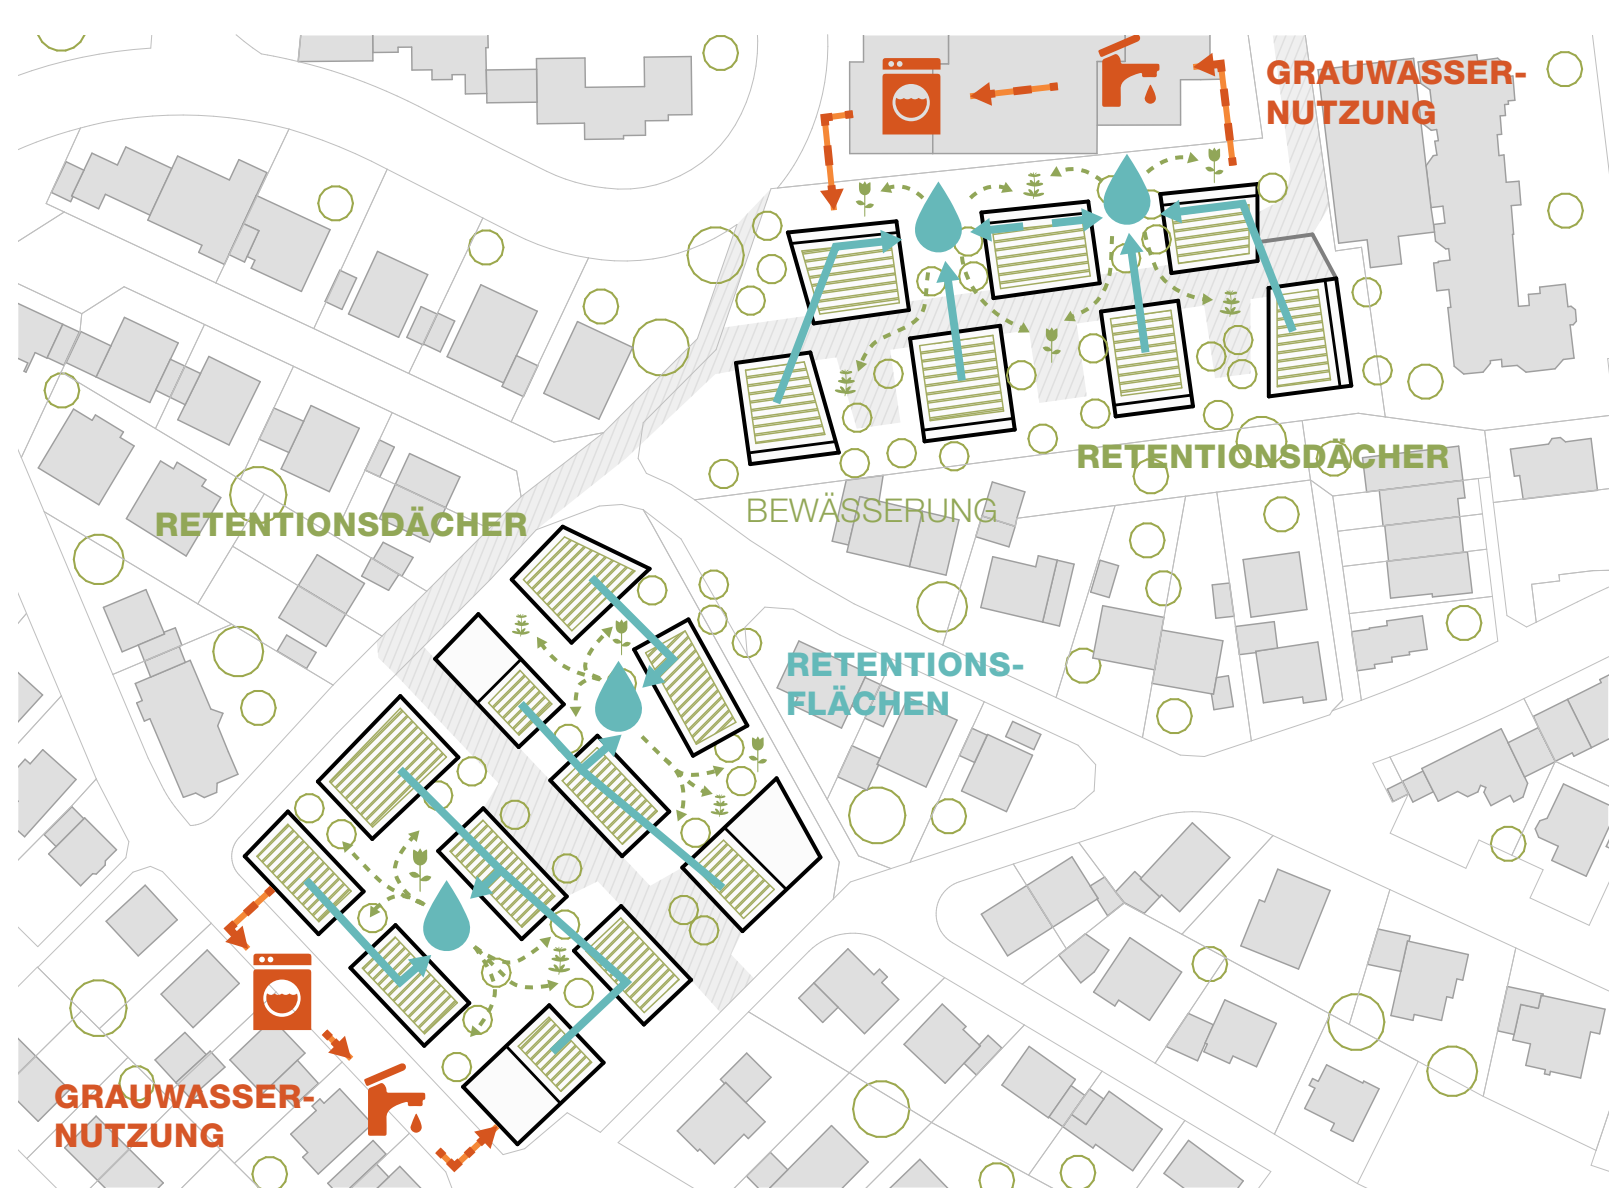 GRAUWASSER-
NUTZUNG
RETENTIONSDÄCHER
BEWÄSSERUNG
RETENTIONSDÄCHER
RETENTIONS-
FLÄCHEN
GRAUWASSER-
NUTZUNG